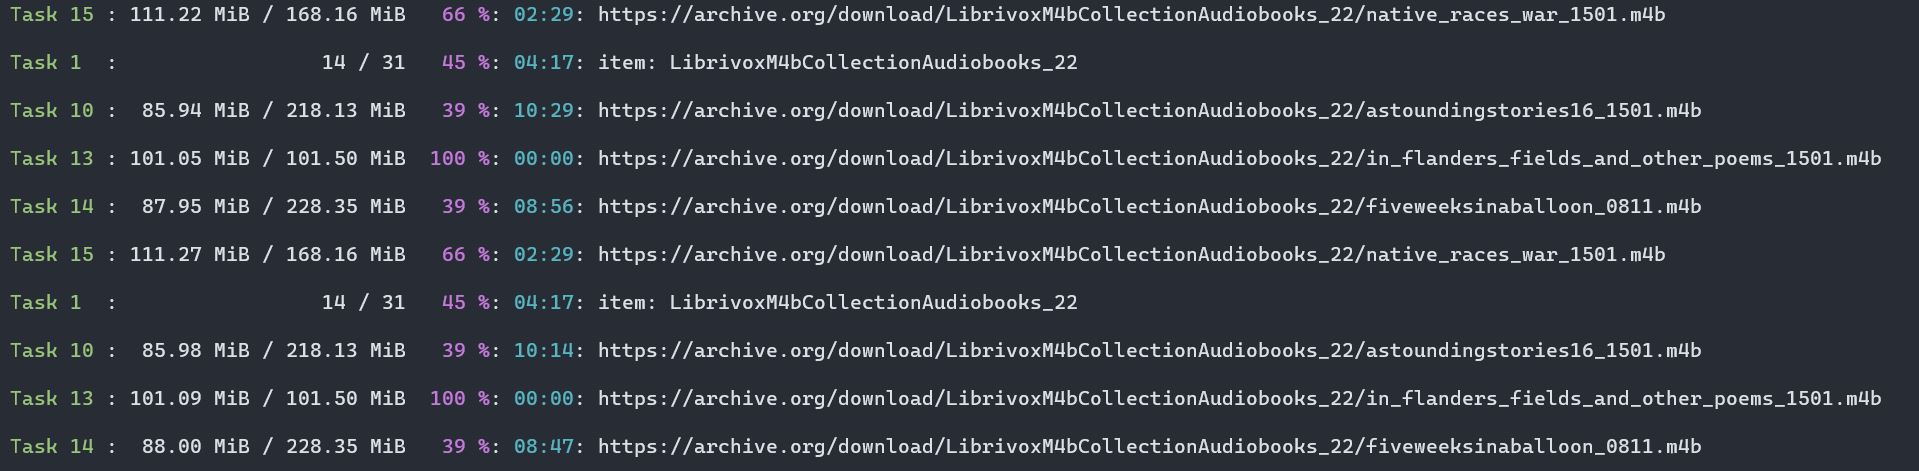 Task 15 : 111.22 MiB / 168.16 MiB   66 %: 02:29: https://archive.org/download/LibrivoxM4bCollectionAudiobooks_22/native_races_war_1501.m4b
Task 1  :                 14 / 31   45 %: 04:17: item: LibrivoxM4bCollectionAudiobooks_22
Task 10 :  85.94 MiB / 218.13 MiB   39 %: 10:29: https://archive.org/download/LibrivoxM4bCollectionAudiobooks_22/astoundingstories16_1501.m4b
Task 13 : 101.05 MiB / 101.50 MiB  100 %: 00:00: https://archive.org/download/LibrivoxM4bCollectionAudiobooks_22/in_flanders_fields_and_other_poems_1501.m4b
Task 14 :  87.95 MiB / 228.35 MiB   39 %: 08:56: https://archive.org/download/LibrivoxM4bCollectionAudiobooks_22/fiveweeksinaballoon_0811.m4b
Task 15 : 111.27 MiB / 168.16 MiB   66 %: 02:29: https://archive.org/download/LibrivoxM4bCollectionAudiobooks_22/native_races_war_1501.m4b
Task 1  :                 14 / 31   45 %: 04:17: item: LibrivoxM4bCollectionAudiobooks_22
Task 10 :  85.98 MiB / 218.13 MiB   39 %: 10:14: https://archive.org/download/LibrivoxM4bCollectionAudiobooks_22/astoundingstories16_1501.m4b
Task 13 : 101.09 MiB / 101.50 MiB  100 %: 00:00: https://archive.org/download/LibrivoxM4bCollectionAudiobooks_22/in_flanders_fields_and_other_poems_1501.m4b
Task 14 :  88.00 MiB / 228.35 MiB   39 %: 08:47: https://archive.org/download/LibrivoxM4bCollectionAudiobooks_22/fiveweeksinaballoon_0811.m4b